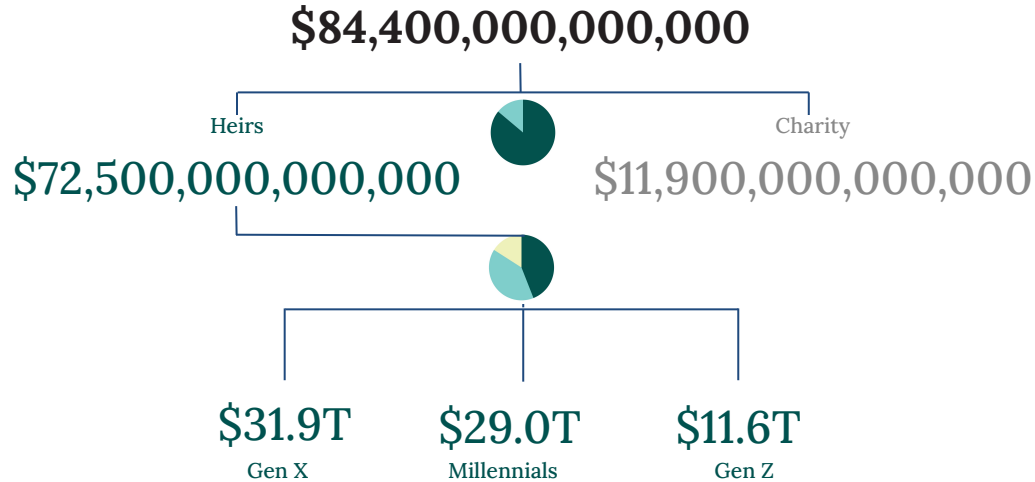 $84,400,000,000,000
Heirs
Charity
$72,500,000,000,000
$11,900,000,000,000
$31.9T
$29.0T
$11.6T
Gen X
Millennials
Gen Z